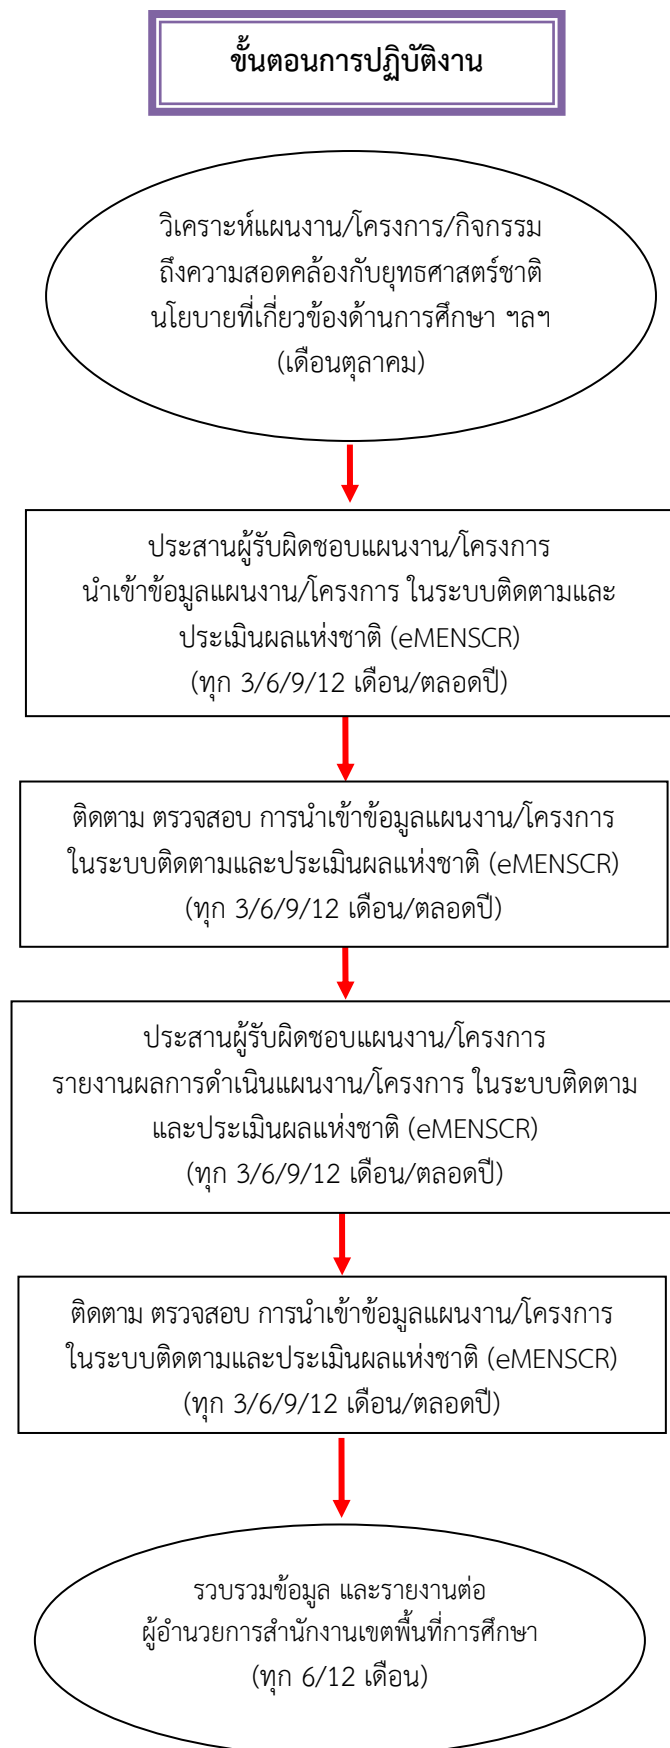 ขั้นตอนการปฏิบัติงาน
วิเคราะห์แผนงาน/โครงการ/กิจกรรม
ถึงความสอดคล้องกับยุทธศาสตร์ชาติ
นโยบายที่เกี่ยวข้องด้านการศึกษา ฯลฯ
(เดือนตุลาคม)
ประสานผู้รับผิดชอบแผนงาน/โครงการ
นำเข้าข้อมูลแผนงาน/โครงการ ในระบบติดตามและ
ประเมินผลแห่งชาติ (eMENSCR)
(ทุก 3/6/9/12 เดือน/ตลอดปี)
ติดตาม ตรวจสอบ การนำเข้าข้อมูลแผนงาน/โครงการ
ในระบบติดตามและประเมินผลแห่งชาติ (eMENSCR)
(ทุก 3/6/9/12 เดือน/ตลอดปี)
ประสานผู้รับผิดชอบแผนงาน/โครงการ
รายงานผลการดำเนินแผนงาน/โครงการ ในระบบติดตาม
และประเมินผลแห่งชาติ (eMENSCR)
(ทุก 3/6/9/12 เดือน/ตลอดปี)
ติดตาม ตรวจสอบ การนำเข้าข้อมูลแผนงาน/โครงการ
ในระบบติดตามและประเมินผลแห่งชาติ (eMENSCR)
(ทุก 3/6/9/12 เดือน/ตลอดปี)
รวบรวมข้อมูล และรายงานต่อ
ผู้อำนวยการสำนักงานเขตพื้นที่การศึกษา
(ทุก 6/12 เดือน)